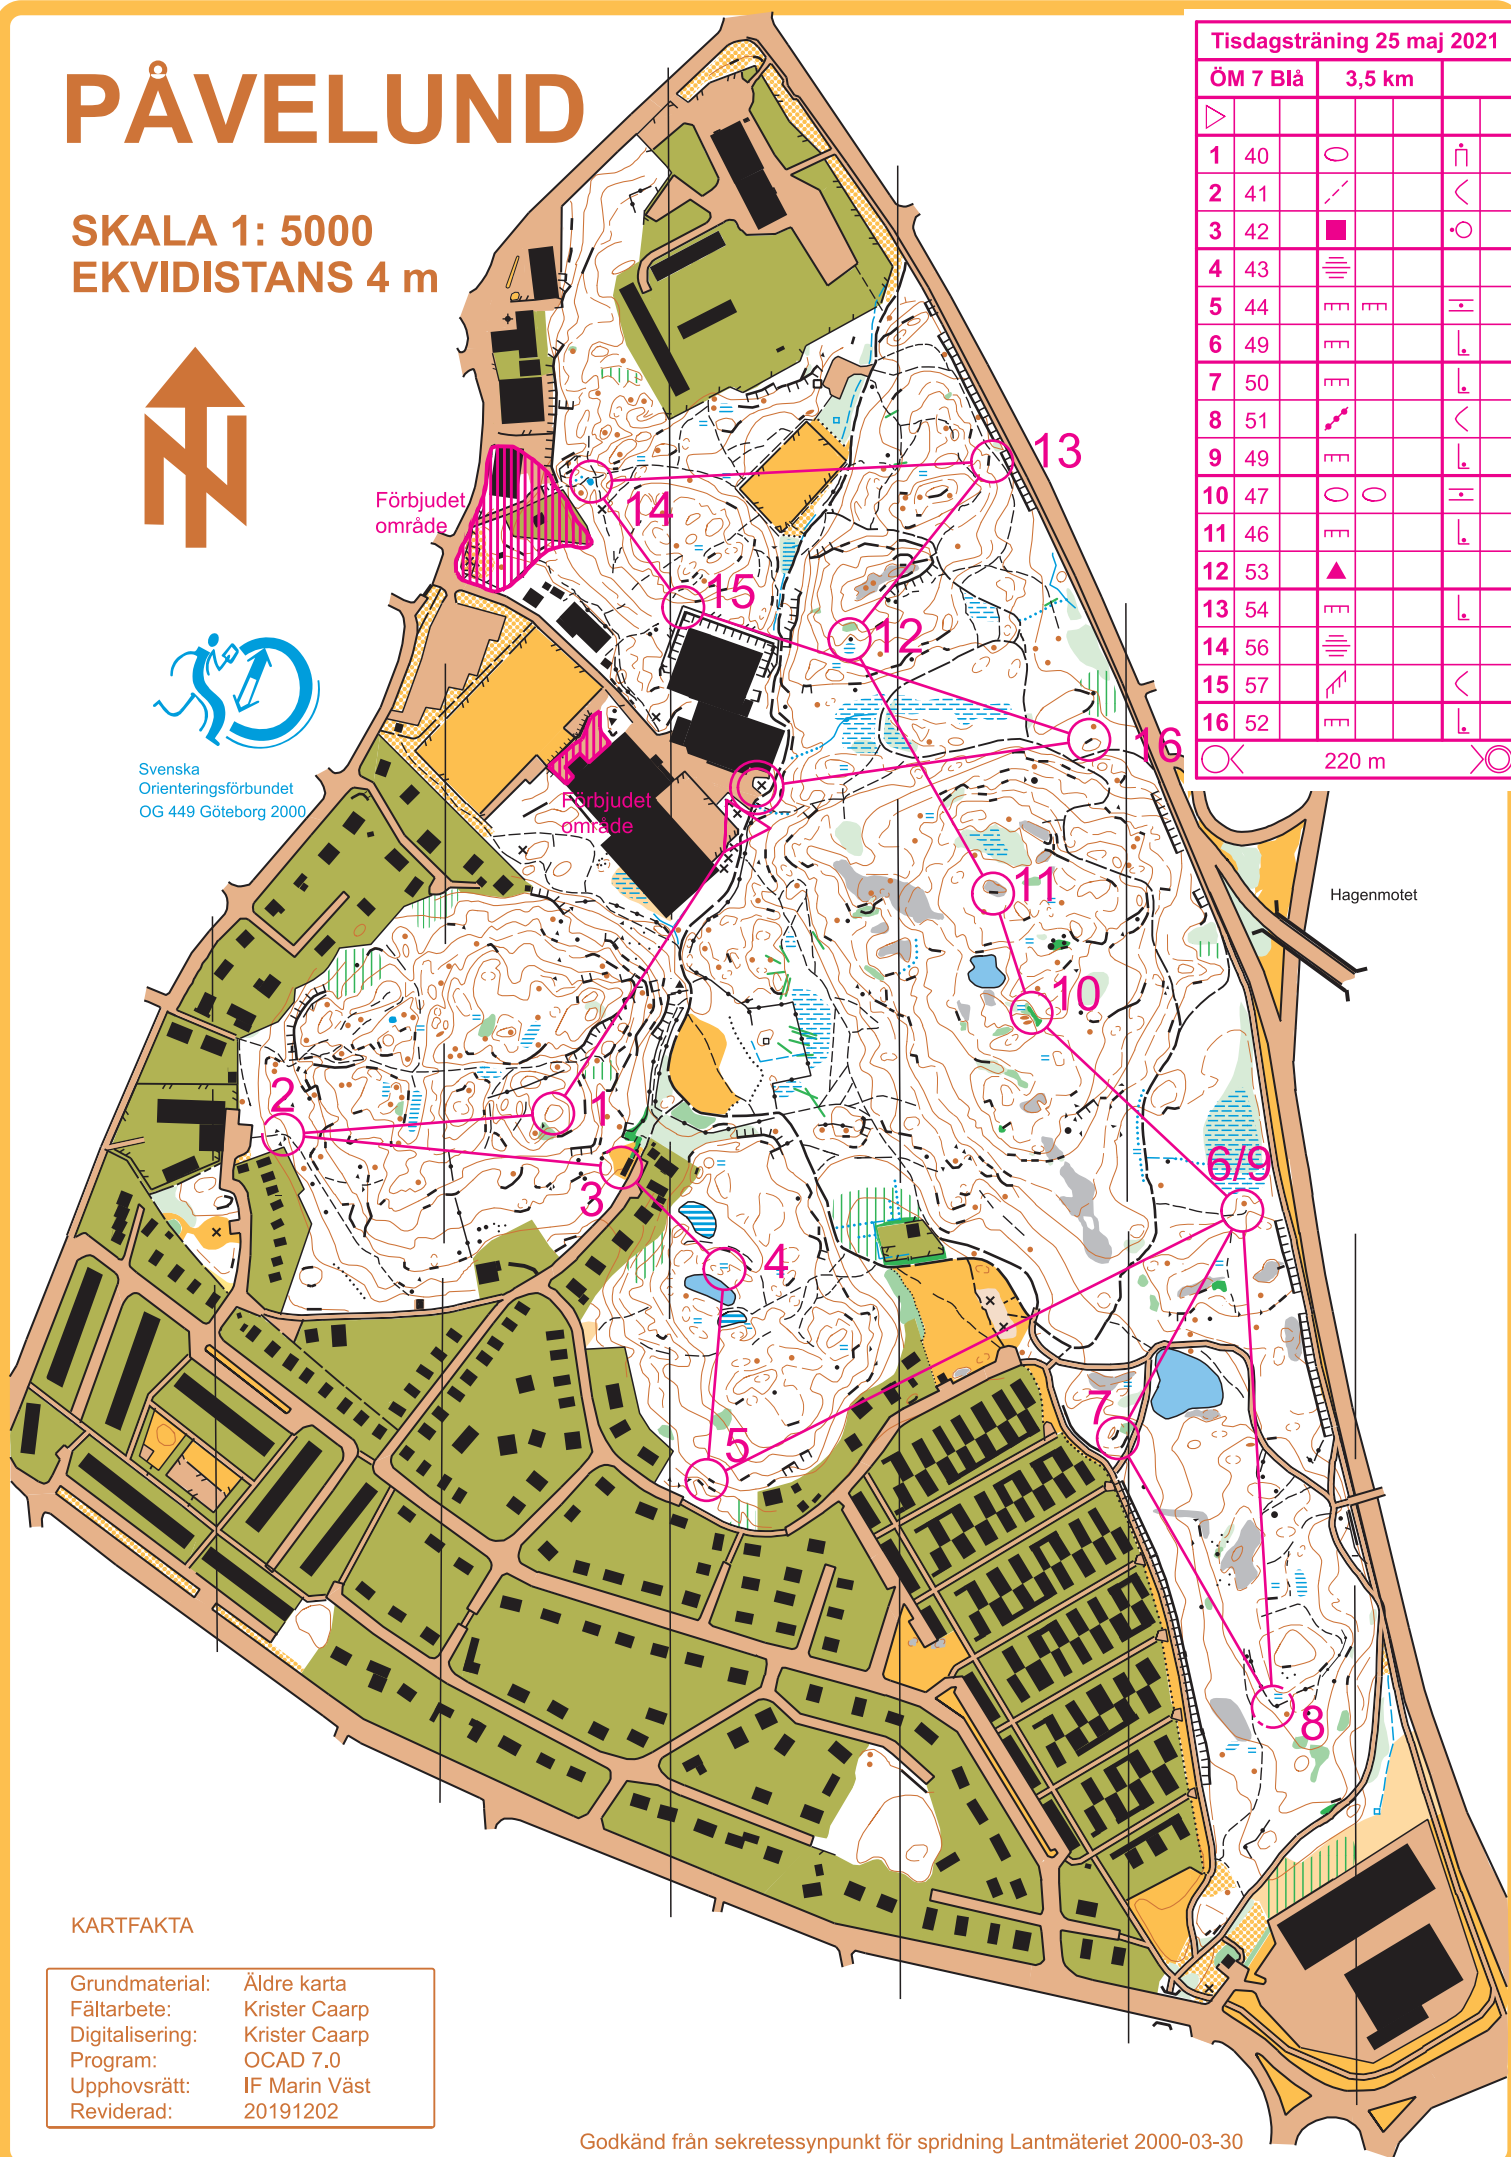 PÅVELUND
SKALA 1: 5000
EKVIDISTANS 4 m
N
Tisdagsträning 25 maj 2021
ÖM 7 Blå 3,5 km
1 40
2 41
3 42
4 43
5 44
6 49
7 50
8 51
9 49
10 47
11 46
12 53
13 54
14 56
15 57
16 52
220 m
Förbjudet
område
13
14
15
12
16
Svenska
Orienteringsförbundet
OG 449 Göteborg 2000
Förbjudet
område
11
Hagenmotet
10
2
1
6/9
3
4
7
5
8
KARTFAKTA
Grundmaterial: Äldre karta
Fältarbete: Krister Caarp
Digitalisering: Krister Caarp
Program: OCAD 7.0
Upphovsrätt: IF Marin Väst
Reviderad: 20191202
Godkänd från sekretessynpunkt för spridning Lantmäteriet 2000-03-30